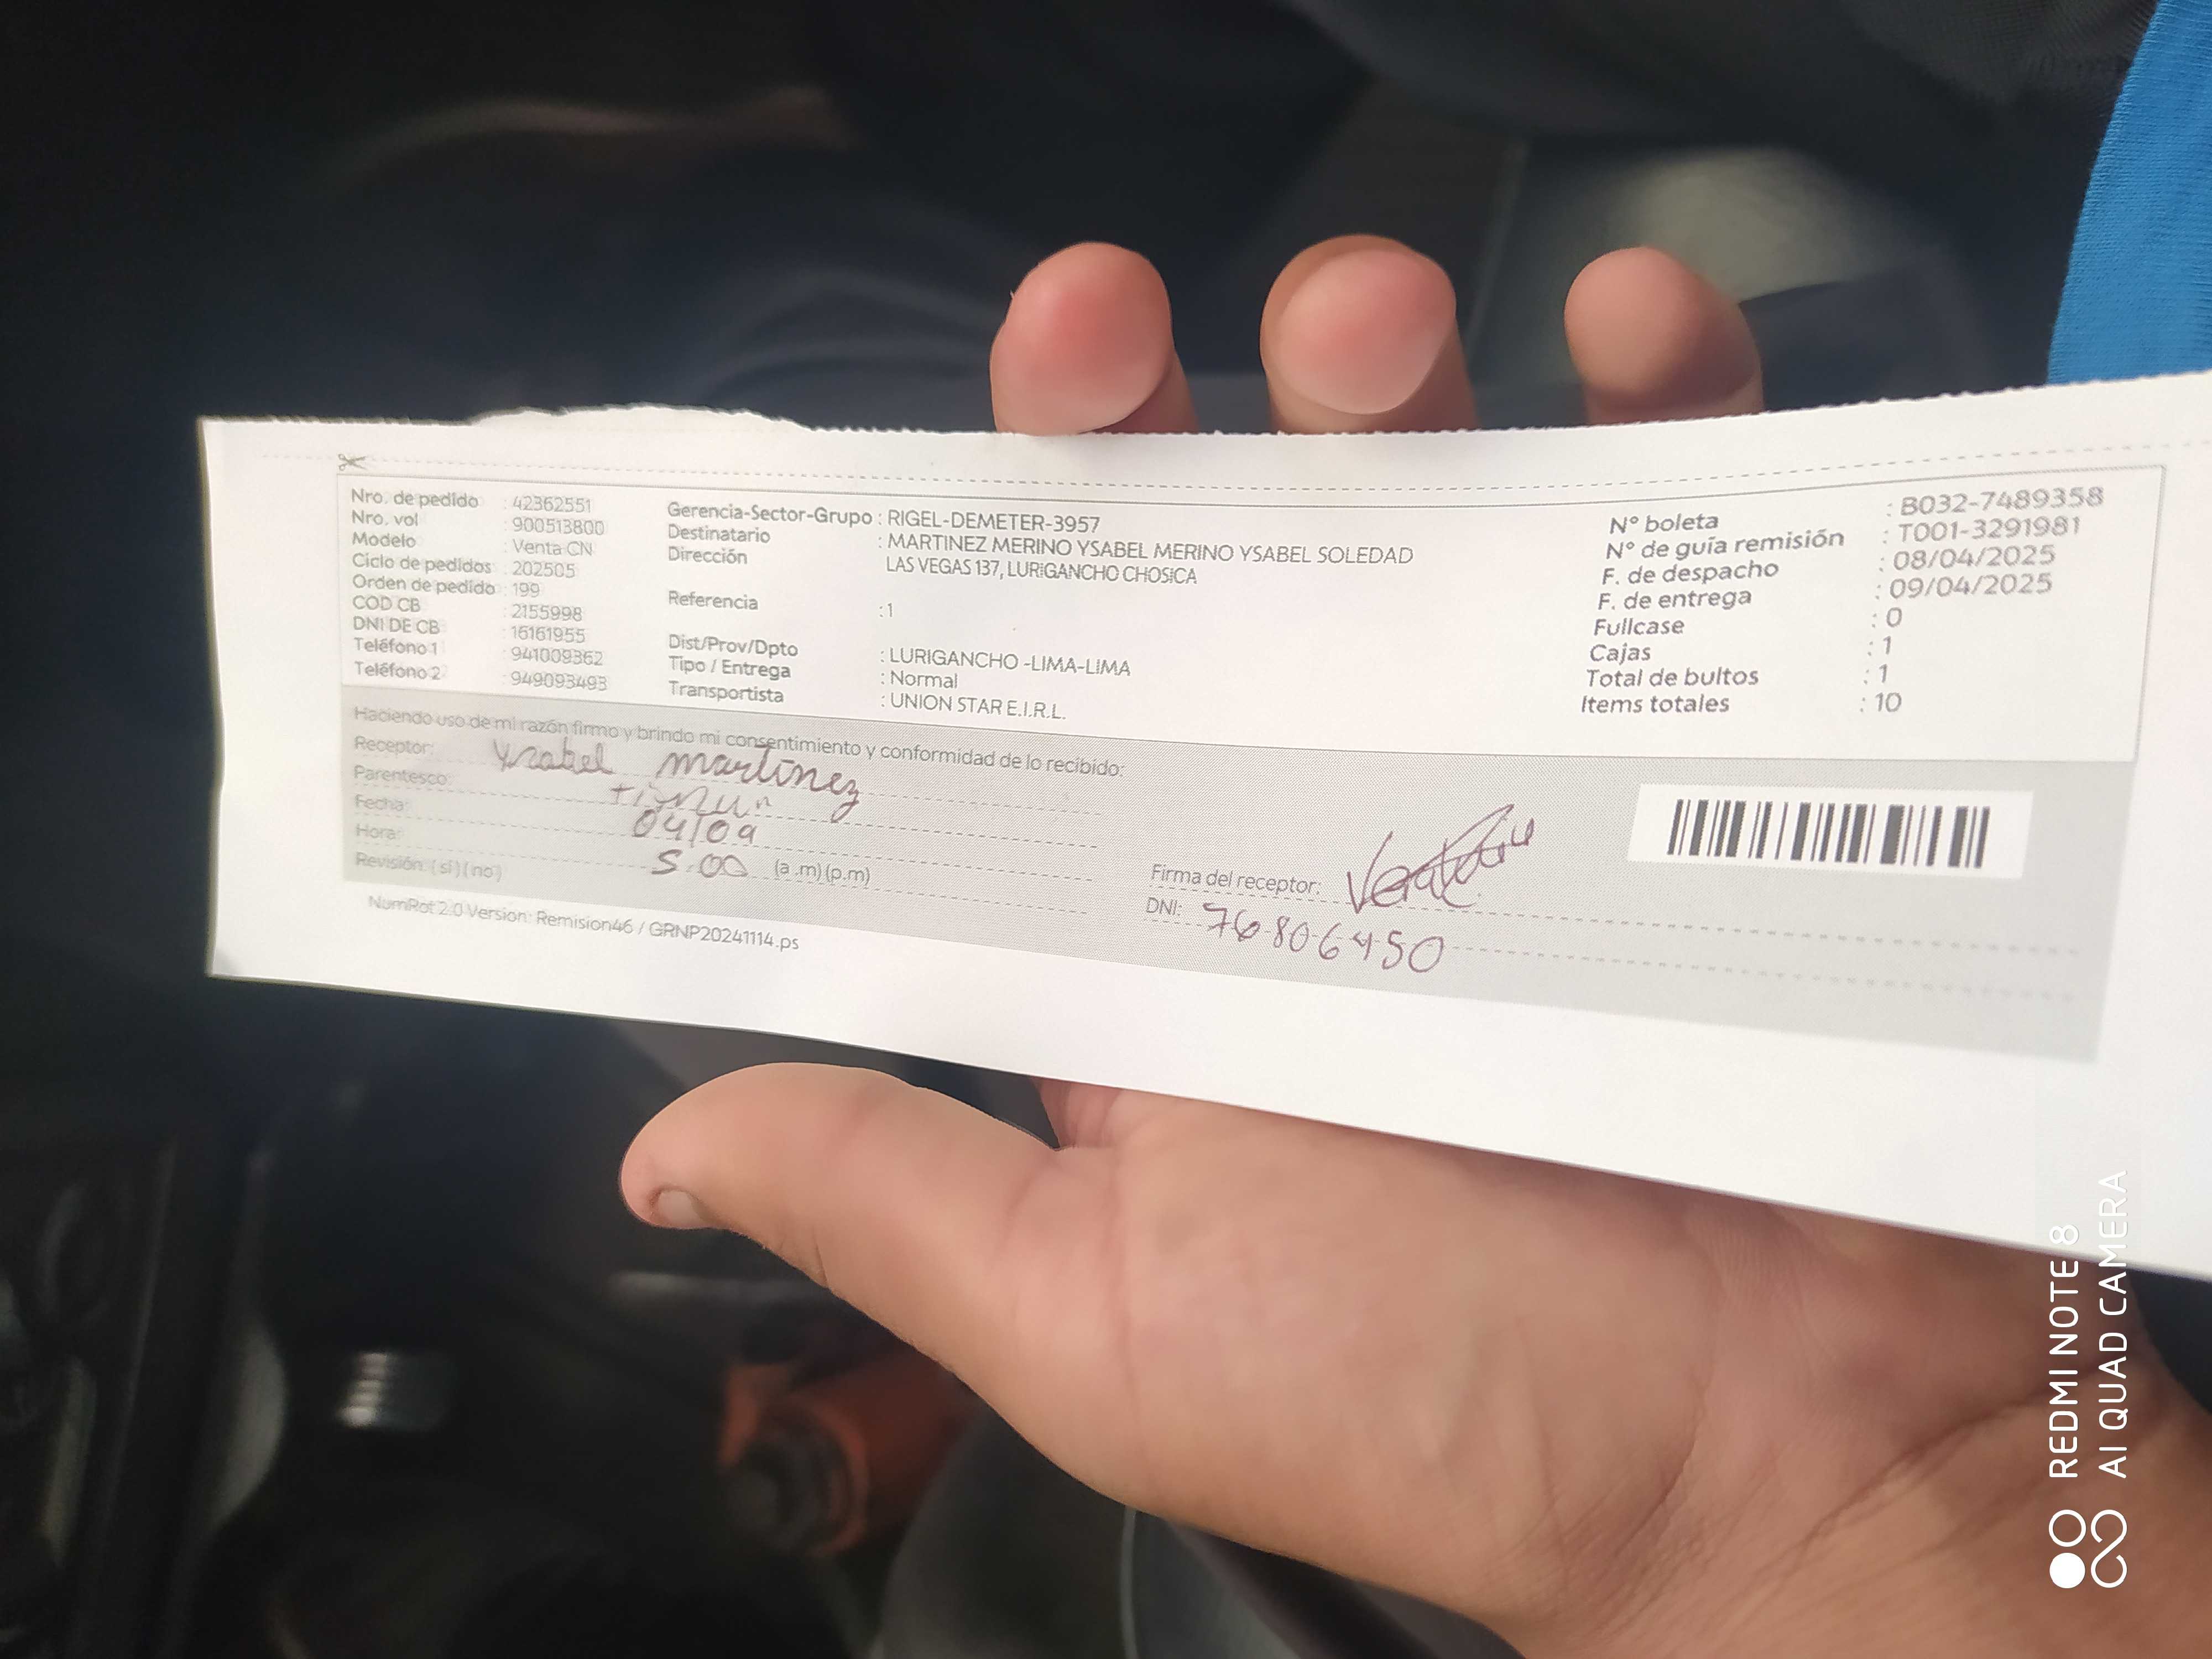 Nro. de pedido : 42362551
Nro. vol : 900513800
Modelo : Venta CN
Ciclo de pedidos : 202505
Orden de pedido : 199
COD CB : 2155998
DNI DE CB : 16161955
Teléfono 1 : 941009362
Teléfono 2 : 949093493
Gerencia-Sector-Grupo : RIGEL-DEMETER-3957
Destinatario : MARTINEZ MERINO YSABEL MERINO YSABEL SOLEDAD
Dirección LAS VEGAS 137, LURIGANCHO CHOSICA
Referencia : 1
Dist/Prov/Dpto : LURIGANCHO -LIMA-LIMA
Tipo / Entrega : Normal
Transportista : UNION STAR E.I.R.L.
N° boleta : B032-7489358
N° de guía remisión : T001-3291981
F. de despacho : 08/04/2025
F. de entrega : 09/04/2025
Fullcase : 0
Cajas : 1
Total de bultos : 1
Items totales : 10
Haciendo uso de mi razón firmo y brindo mi consentimiento y conformidad de lo recibido:
Receptor: Ysabel martinez
Parentesco:
Fecha: 04/09
Hora: 5:00 (a .m) (p.m)
Revisión: ( sí ) ( no )
Firma del receptor:
DNI: 76806450
NumRot 2.0 Version: Remision46 / GRNP20241114.ps
REDMI NOTE 8
AI QUAD CAMERA